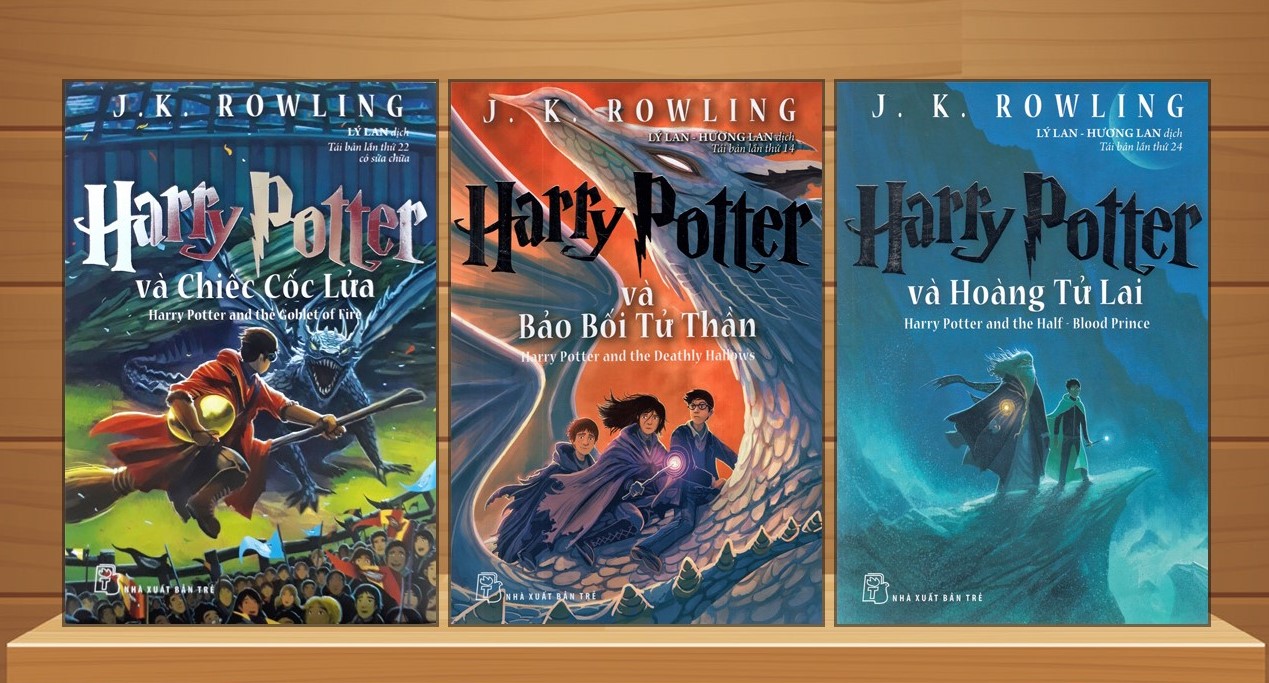 J.K. ROWLING
LÝ LAN dịch
Tái bản lần thứ 22
có sửa chữa
Harry Potter
và Chiếc Cốc Lửa
Harry Potter and the Goblet of Fire
NHÀ XUẤT BẢN TRẺ
J. K. ROWLING
LÝ LAN - HƯƠNG LAN dịch
Tái bản lần thứ 14
Harry Potter
và
Bảo Bối Tử Thần
Harry Potter and the Deathly Hallows
NHÀ XUẤT BẢN TRẺ
J. K. ROWLING
LÝ LAN - HƯƠNG LAN dịch
Tái bản lần thứ 24
Harry Potter
và Hoàng Tử Lai
Harry Potter and the Half - Blood Prince
NHÀ XUẤT BẢN TRẺ